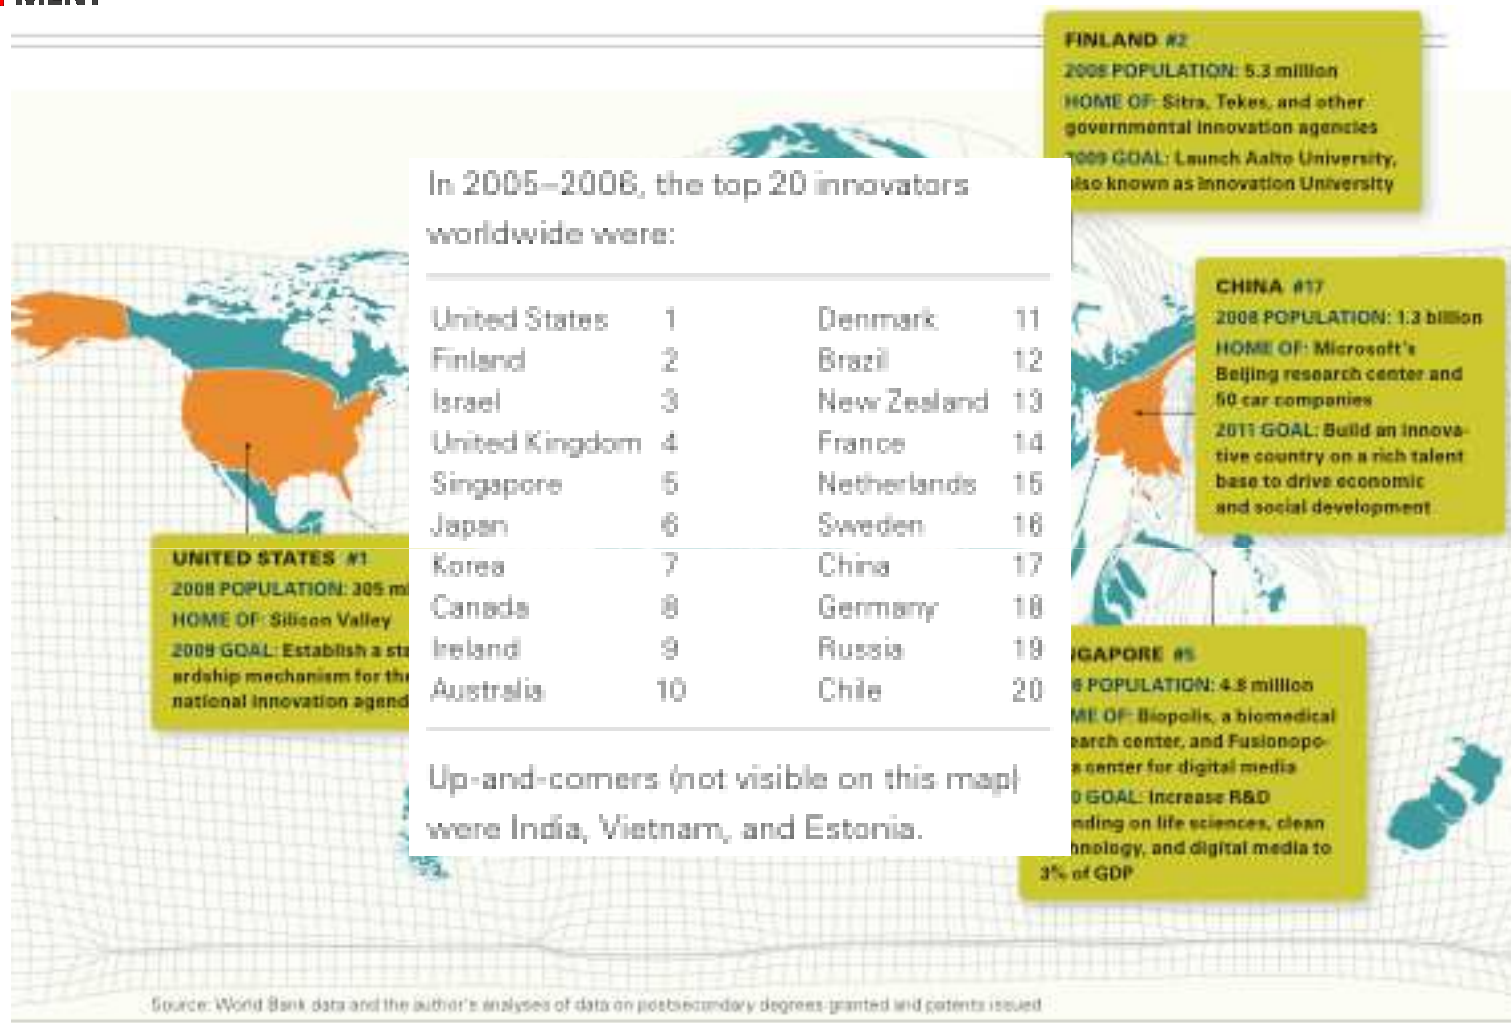 FINLAND #2
2008 POPULATION: 5.3 million
HOME OF: Sitra, Tekes, and other
governmental innovation agencies
2009 GOAL: Launch Aalto University,
also known as Innovation University
In 2005–2006, the top 20 innovators
worldwide were:
United States 1 Denmark 11
Finland 2 Brazil 12
Israel 3 New Zealand 13
United Kingdom 4 France 14
Singapore 5 Netherlands 15
Japan 6 Sweden 16
Korea 7 China 17
Canada 8 Germany 18
Ireland 9 Russia 19
Australia 10 Chile 20
Up-and-comers (not visible on this map)
were India, Vietnam, and Estonia.
CHINA #17
2008 POPULATION: 1.3 billion
HOME OF: Microsoft's
Beijing research center and
50 car companies
2011 GOAL: Build an innova-
tive country on a rich talent
base to drive economic
and social development
UNITED STATES #1
2008 POPULATION: 305 m
HOME OF: Silicon Valley
2009 GOAL: Establish a
ardship mechanism for the
national innovation agend
GAPORE #5
POPULATION: 4.8 million
OF: Biopolis, a biomedical
earch center, and Fusionopo-
a center for digital media
GOAL: Increase R&D
nding on life sciences, clean
hnology, and digital media to
3% of GDP
Source: World Bank data and the author's analyses of data on postsecondary degrees granted and patents issued